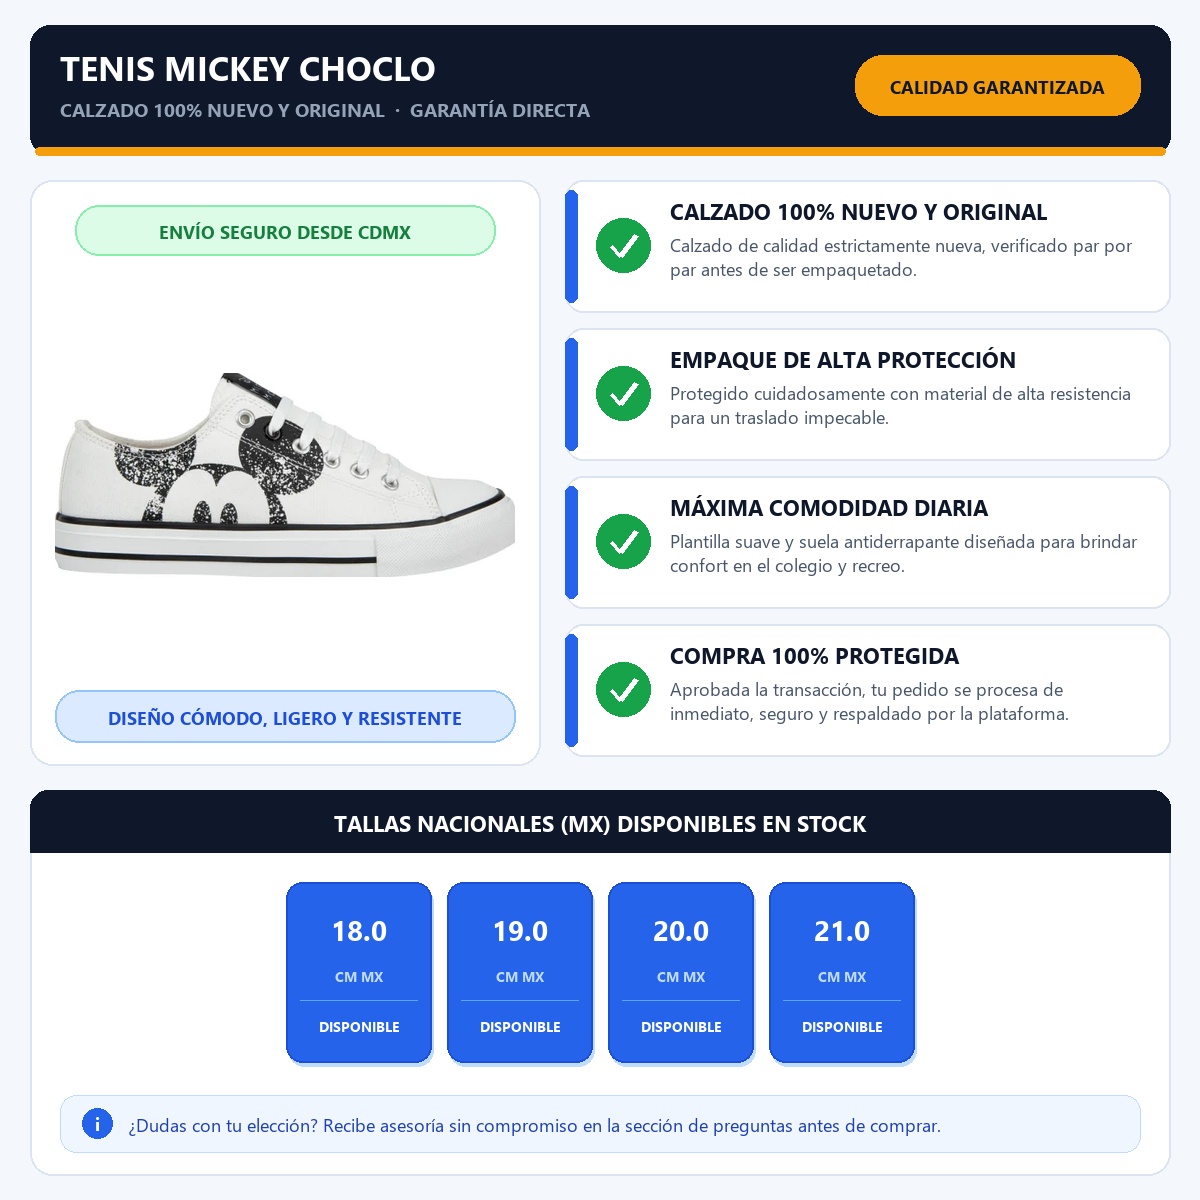 TENIS MICKEY CHOCLO
CALZADO 100% NUEVO Y ORIGINAL · GARANTÍA DIRECTA
CALIDAD GARANTIZADA
ENVÍO SEGURO DESDE CDMX
DISEÑO CÓMODO, LIGERO Y RESISTENTE
CALZADO 100% NUEVO Y ORIGINAL
Calzado de calidad estrictamente nueva, verificado par por
par antes de ser empaquetado.
EMPAQUE DE ALTA PROTECCIÓN
Protegido cuidadosamente con material de alta resistencia
para un traslado impecable.
MÁXIMA COMODIDAD DIARIA
Plantilla suave y suela antiderrapante diseñada para brindar
confort en el colegio y recreo.
COMPRA 100% PROTEGIDA
Aprobada la transacción, tu pedido se procesa de
inmediato, seguro y respaldado por la plataforma.
TALLAS NACIONALES (MX) DISPONIBLES EN STOCK
18.0
CM MX
DISPONIBLE
19.0
CM MX
DISPONIBLE
20.0
CM MX
DISPONIBLE
21.0
CM MX
DISPONIBLE
¿Dudas con tu elección? Recibe asesoría sin compromiso en la sección de preguntas antes de comprar.